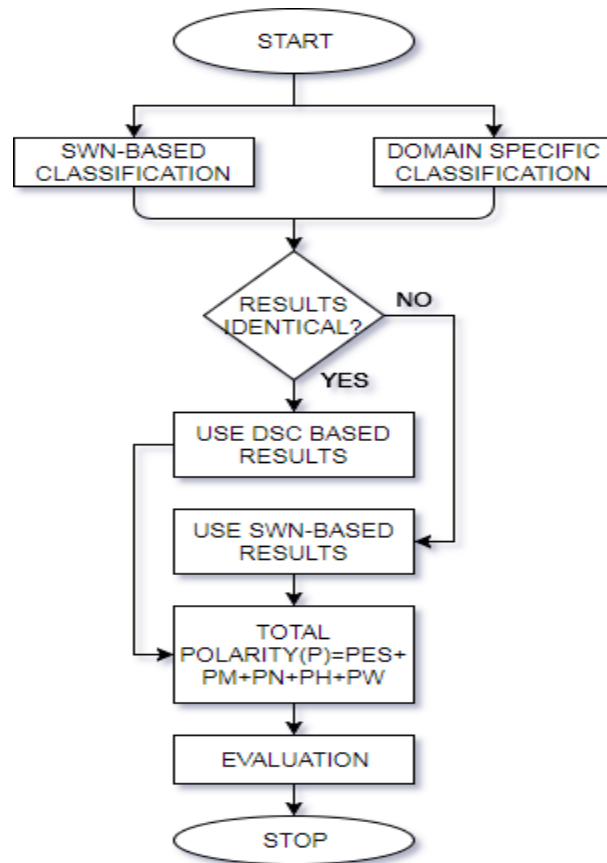 START
SWN-BASED
CLASSIFICATION
DOMAIN SPECIFIC
CLASSIFICATION
RESULTS
IDENTICAL?
NO
YES
USE DSC BASED
RESULTS
USE SWN-BASED
RESULTS
TOTAL
POLARITY(P)=PES+
PM+PN+PH+PW
EVALUATION
STOP